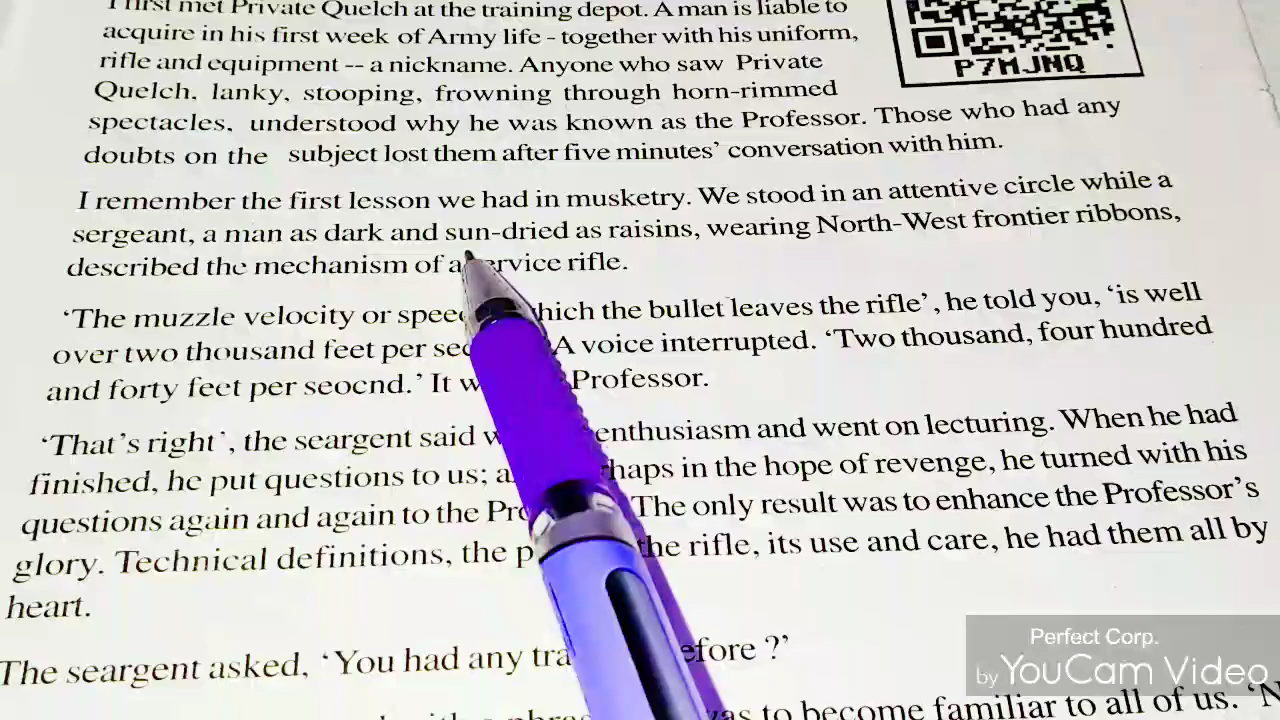 I first met Private Quelch at the training depot. A man is liable to
acquire in his first week of Army life - together with his uniform,
rifle and equipment -- a nickname. Anyone who saw Private
Quelch, lanky, stooping, frowning through horn-rimmed
spectacles, understood why he was known as the Professor. Those who had any
doubts on the subject lost them after five minutes' conversation with him.
P7MJNQ
I remember the first lesson we had in musketry. We stood in an attentive circle while a
sergeant, a man as dark and sun-dried as raisins, wearing North-West frontier ribbons,
described the mechanism of a rifle.
'The muzzle velocity or which the bullet leaves the rifle', he told you, 'is well
over two thousand feet per A voice interrupted. 'Two thousand, four hundred
and forty feet per seocnd.' It Professor.
'That's right', the seargent said enthusiasm and went on lecturing. When he had
finished, he put questions to us; in the hope of revenge, he turned with his
questions again and again to the The only result was to enhance the Professor's
glory. Technical definitions, the the rifle, its use and care, he had them all by
heart.
The seargent asked, 'You had any ?'
to become familiar to all of us.
Perfect Corp.
by YouCam Video